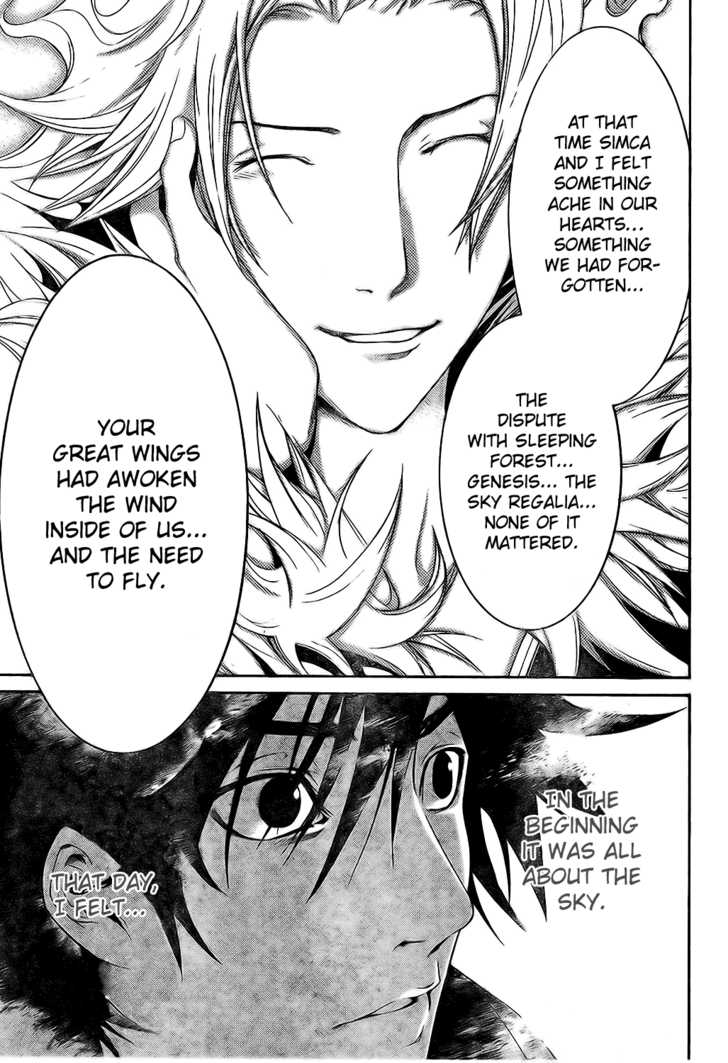 AT THAT
TIME SIMCA
AND I FELT
SOMETHING
ACHE IN OUR
HEARTS...
SOMETHING
WE HAD FOR-
GOTTEN...
THE
DISPUTE
WITH SLEEPING
FOREST...
GENESIS... THE
SKY REGALIA...
NONE OF IT
MATTERED.
YOUR
GREAT WINGS
HAD AWOKEN
THE WIND
INSIDE OF US...
AND THE NEED
TO FLY.
IN THE
BEGINNING
IT WAS ALL
ABOUT THE
SKY.
THAT DAY,
I FELT...